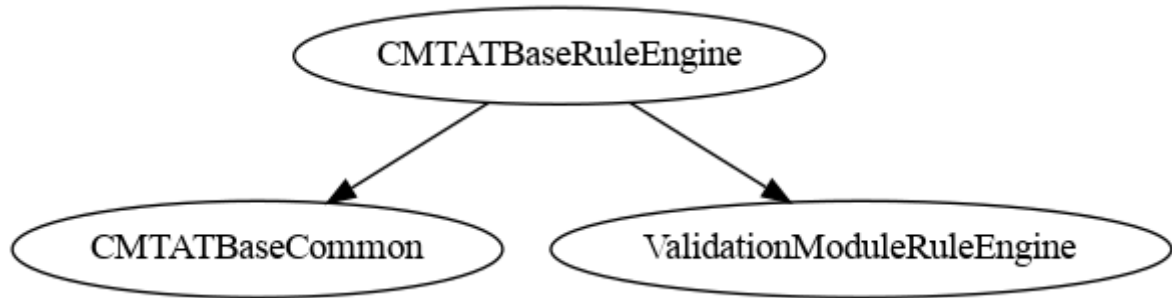 CMTATBaseRuleEngine
CMTATBaseCommon
ValidationModuleRuleEngine